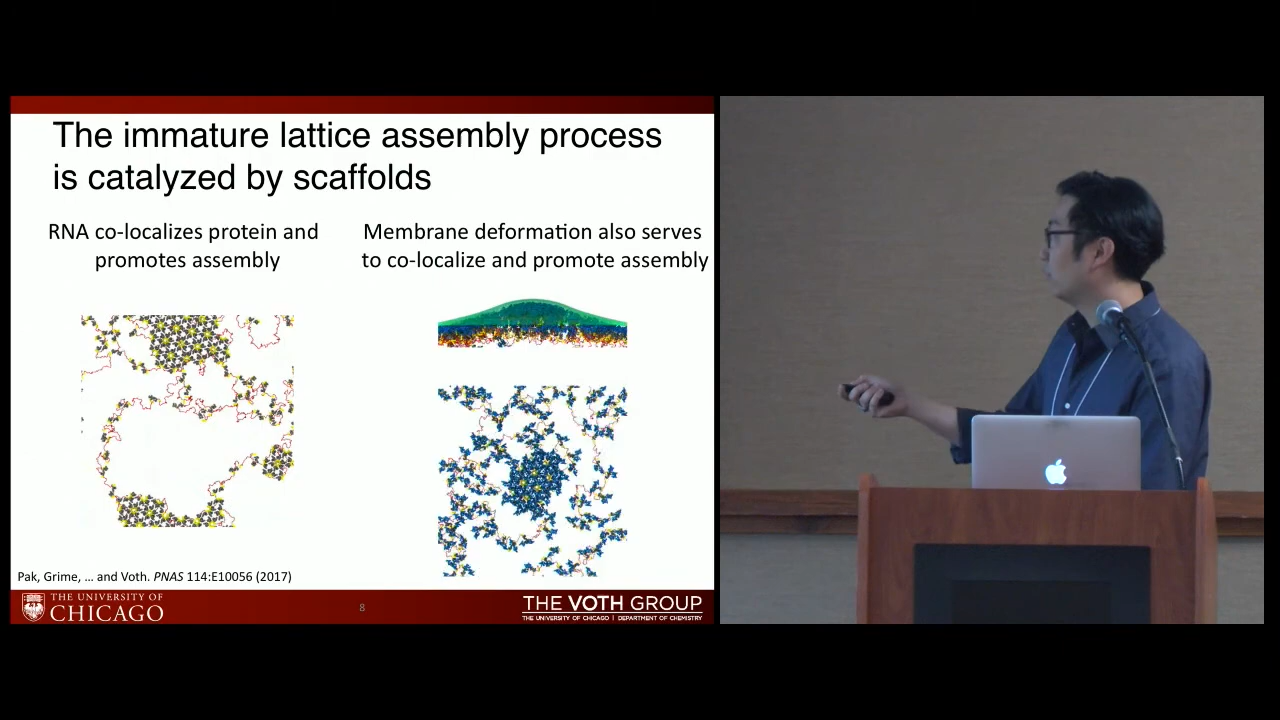 The immature lattice assembly process
is catalyzed by scaffolds
RNA co-localizes protein and
promotes assembly
Membrane deformation also serves
to co-localize and promote assembly
Pak, Grime, ... and Voth. PNAS 114:E10056 (2017)
THE UNIVERSITY OF
CHICAGO
8
THE VOTH GROUP
THE UNIVERSITY OF CHICAGO | DEPARTMENT OF CHEMISTRY